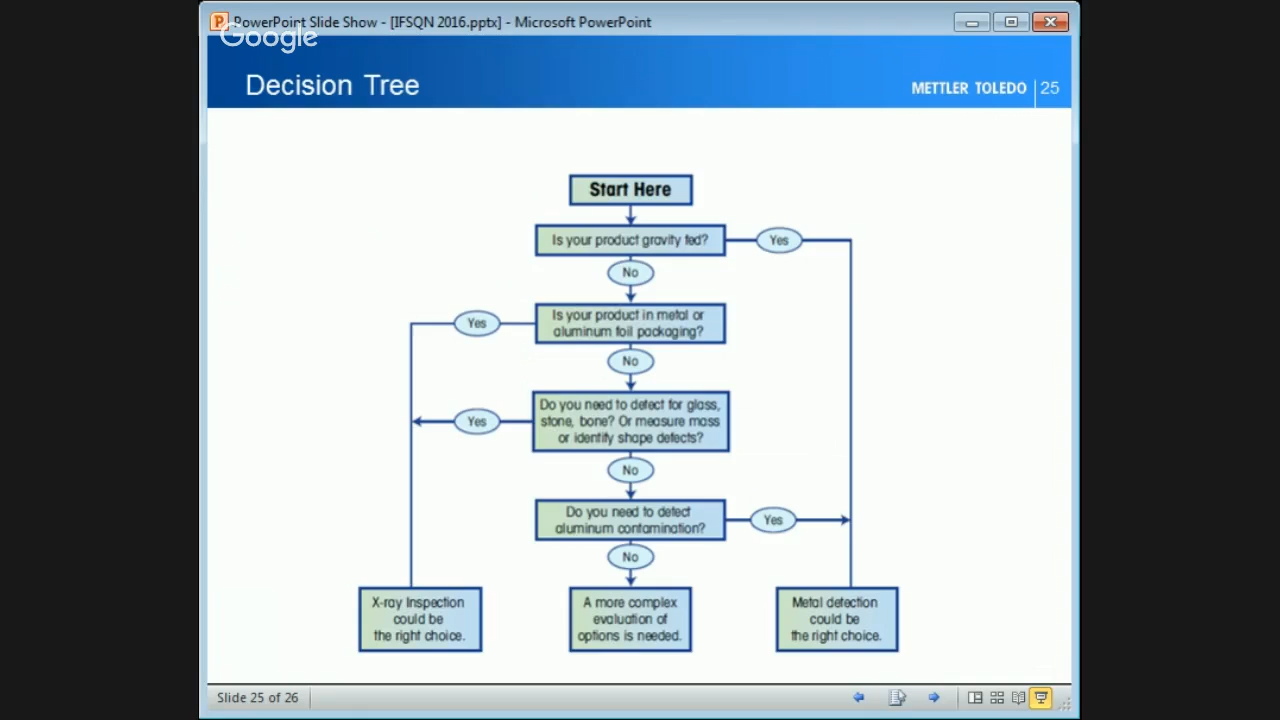 PowerPoint Slide Show - [IFSQN 2016.pptx] - Microsoft PowerPoint
Google
Decision Tree
METTLER TOLEDO 25
Start Here
Is your product gravity fed?
Yes
No
Is your product in metal or
aluminum foil packaging?
Yes
No
Do you need to detect for glass,
stone, bone? Or measure mass
or identify shape defects?
Yes
No
Do you need to detect
aluminum contamination?
Yes
No
X-ray Inspection
could be
the right choice.
A more complex
evaluation of
options is needed.
Metal detection
could be
the right choice.
Slide 25 of 26